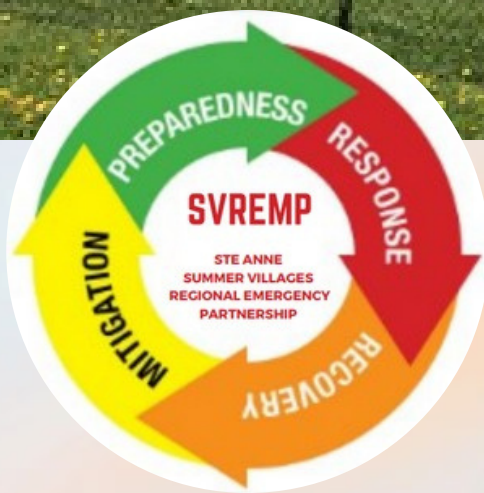 PREPAREDNESS
RESPONSE
RECOVERY
MITIGATION
SVREMP
STE ANNE
SUMMER VILLAGES
REGIONAL EMERGENCY
PARTNERSHIP